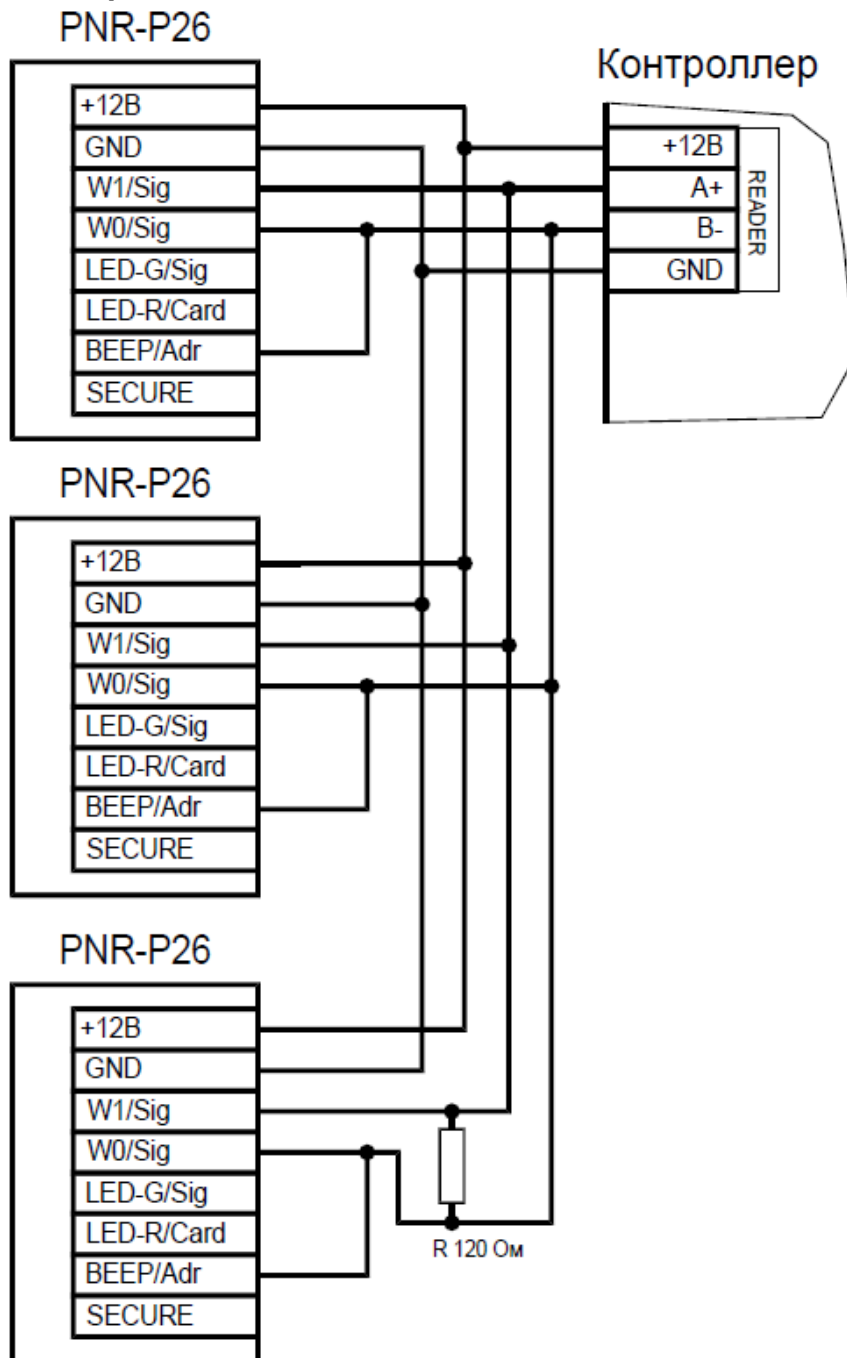 PNR-P26
+12В
GND
W1/Sig
W0/Sig
LED-G/Sig
LED-R/Card
BEEP/Adr
SECURE
Контроллер
+12В
A+
B-
GND
READER
PNR-P26
+12В
GND
W1/Sig
W0/Sig
LED-G/Sig
LED-R/Card
BEEP/Adr
SECURE
PNR-P26
+12В
GND
W1/Sig
W0/Sig
LED-G/Sig
LED-R/Card
BEEP/Adr
SECURE
R 120 Ом